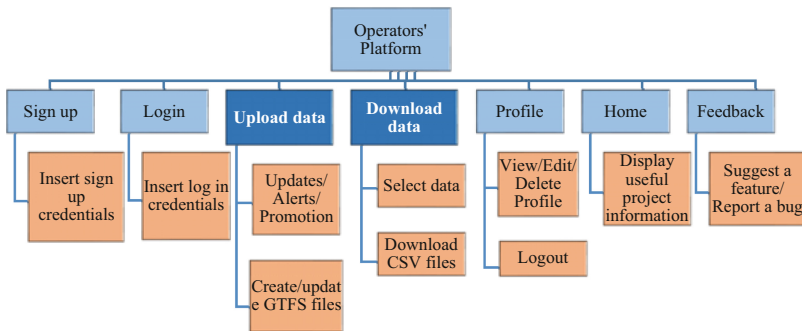 Operators'
Platform
Sign up
Login
Upload data
Download
data
Profile
Home
Feedback
Insert sign
up
credentials
Insert log in
credentials
Updates/
Alerts/
Promotion
Select data
View/Edit/
Delete
Profile
Display
useful
project
information
Suggest a
feature/
Report a bug
Create/updat
e GTFS files
Download
CSV files
Logout